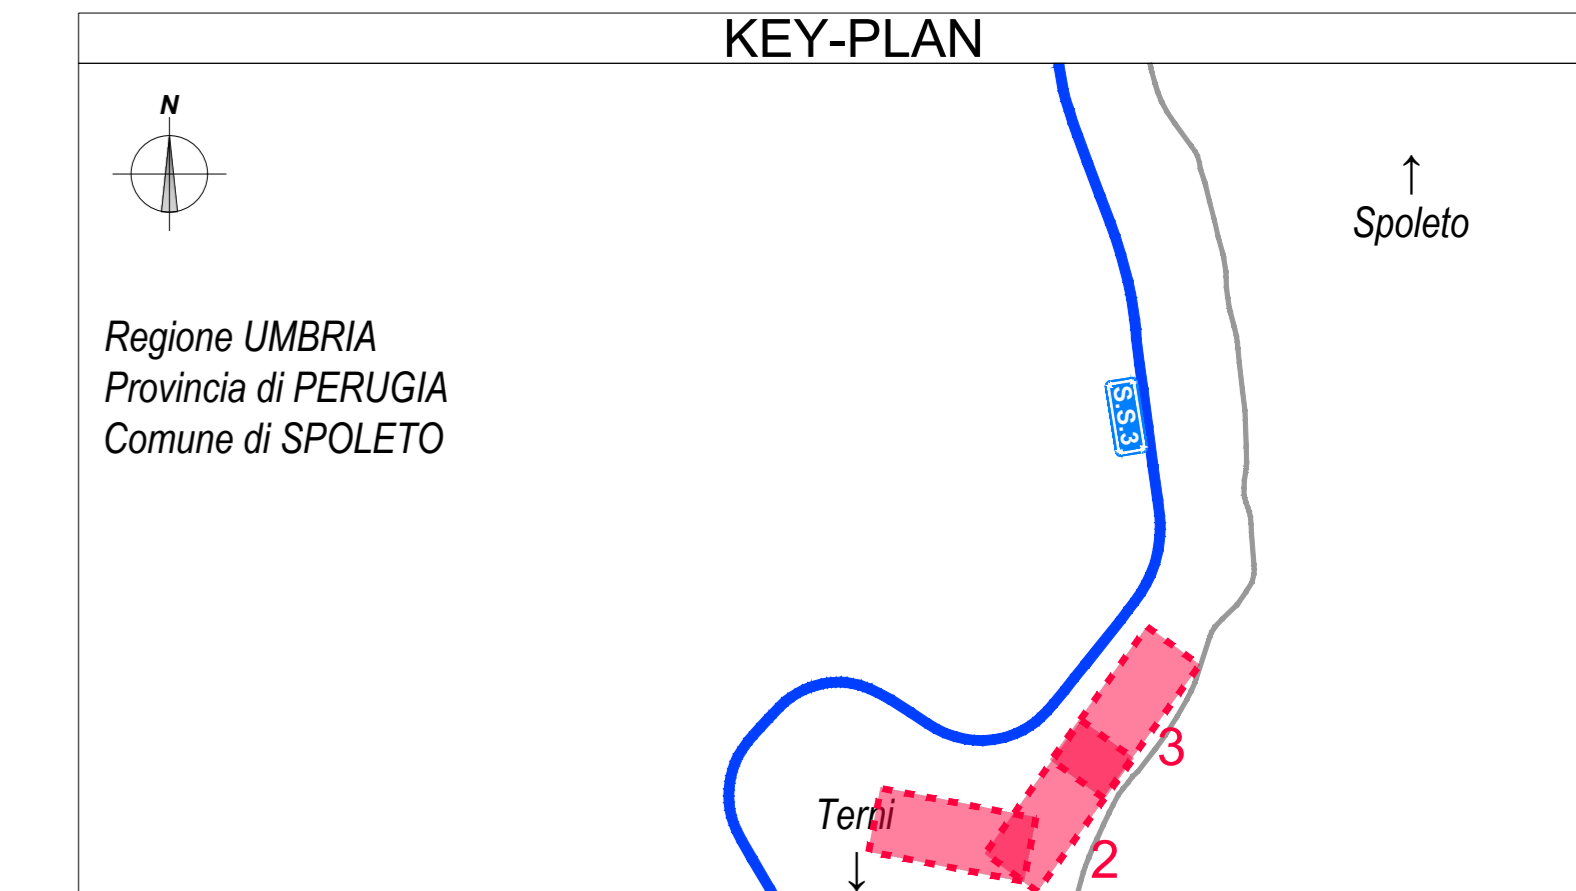 KEY-PLAN
N
↑
Spoleto
Regione UMBRIA
Provincia di PERUGIA
Comune di SPOLETO
S.S.3
3
Terni
↓
2